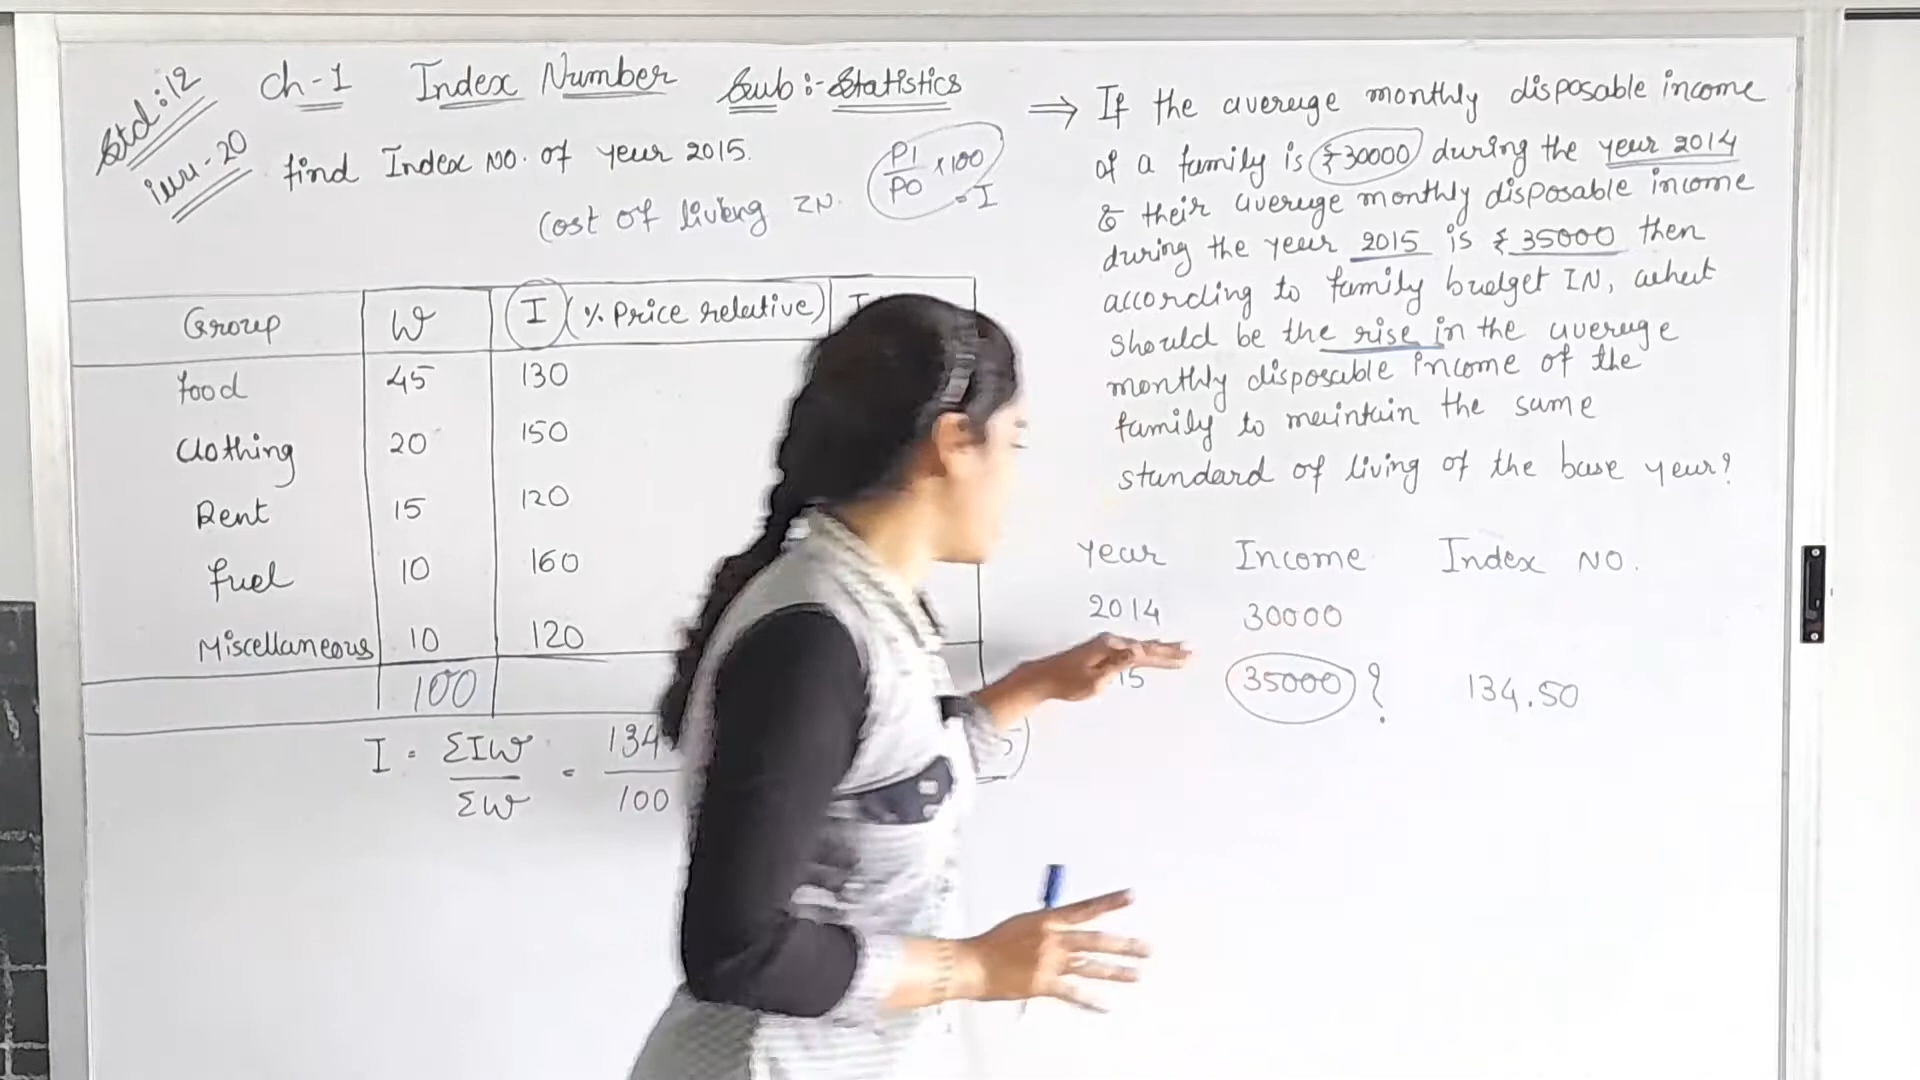 Std:12
Ch-1 Index Number Sub:-Statistics
find Index NO. of year 2015.
Cost of living IN.
P1/P0 ×100 = I
Group W I (% Price relative) I
food 45 130
Clothing 20 150
Rent 15 120
fuel 10 160
Miscellaneous 10 120
100
I = ΣIW/ΣW = 134 /100
⇒ If the average monthly disposable income
of a family is ₹30000 during the year 2014
& their average monthly disposable income
during the year 2015 is ₹35000 then
according to family budget IN, what
should be the rise in the average
monthly disposable income of the
family to maintain the same
standard of living of the base year?
Year Income Index NO.
2014 30000
15 35000 ? 134.50